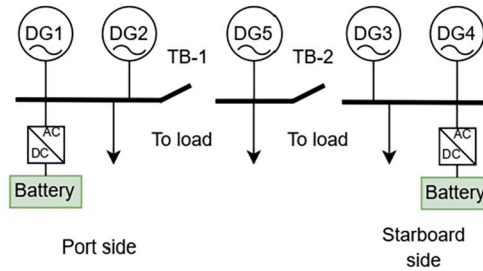 DG1 DG2 DG5 DG3 DG4
TB-1 TB-2
AC
DC
To load
To load
AC
DC
Battery
Battery
Port side
Starboard
side